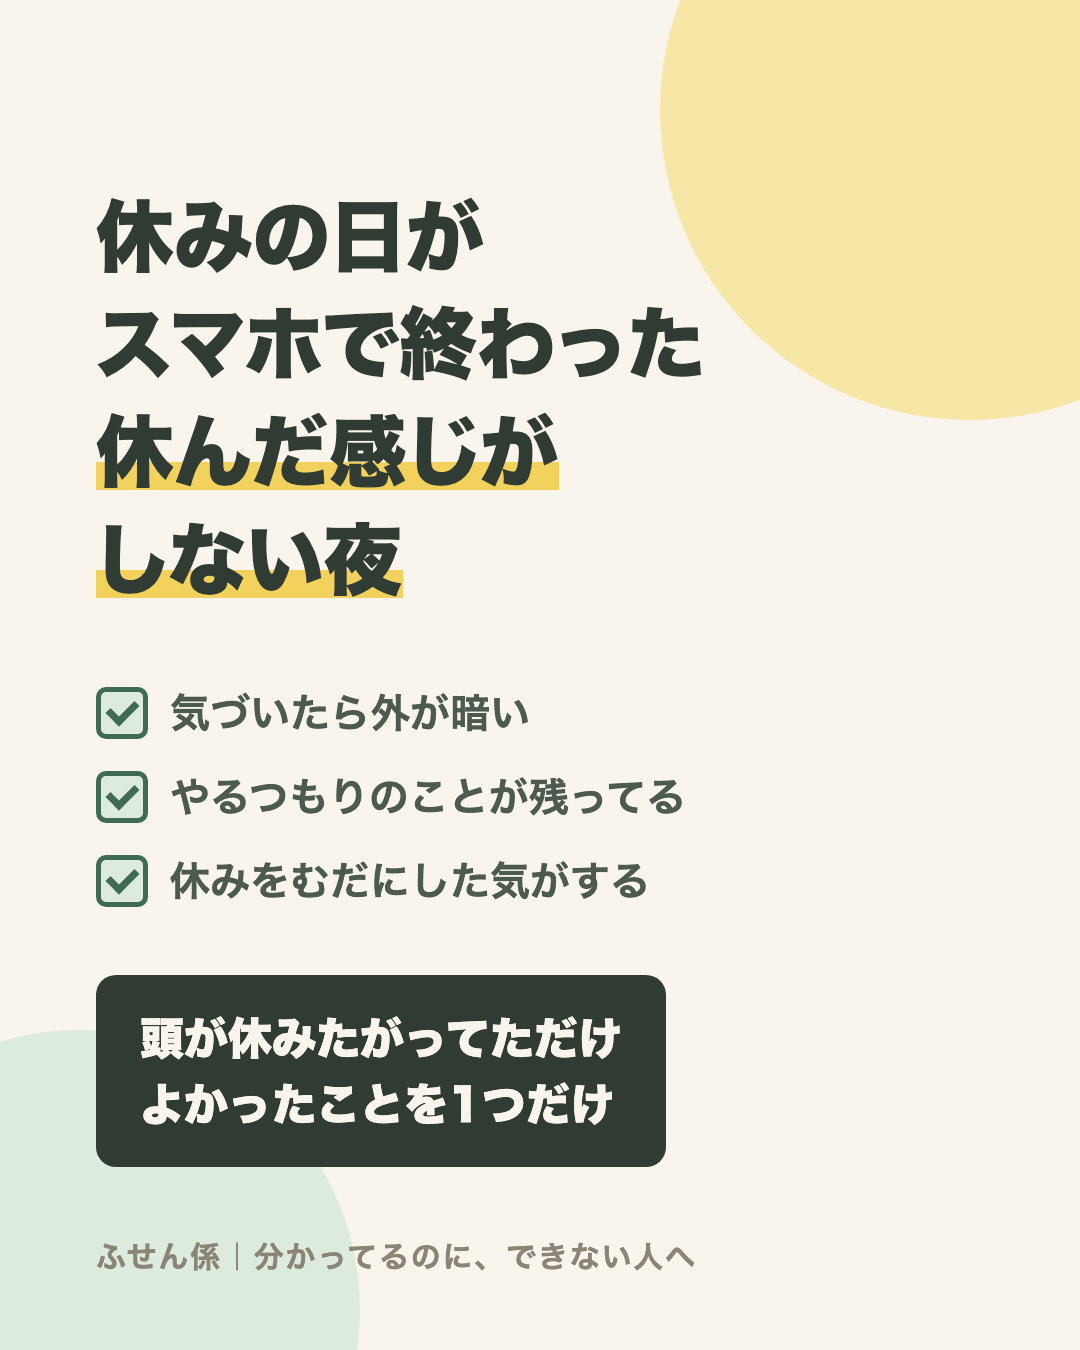 休みの日が
スマホで終わった
休んだ感じが
しない夜
気づいたら外が暗い
やるつもりのことが残ってる
休みをむだにした気がする
頭が休みたがってただけ
よかったことを1つだけ
ふせん係｜分かってるのに、できない人へ